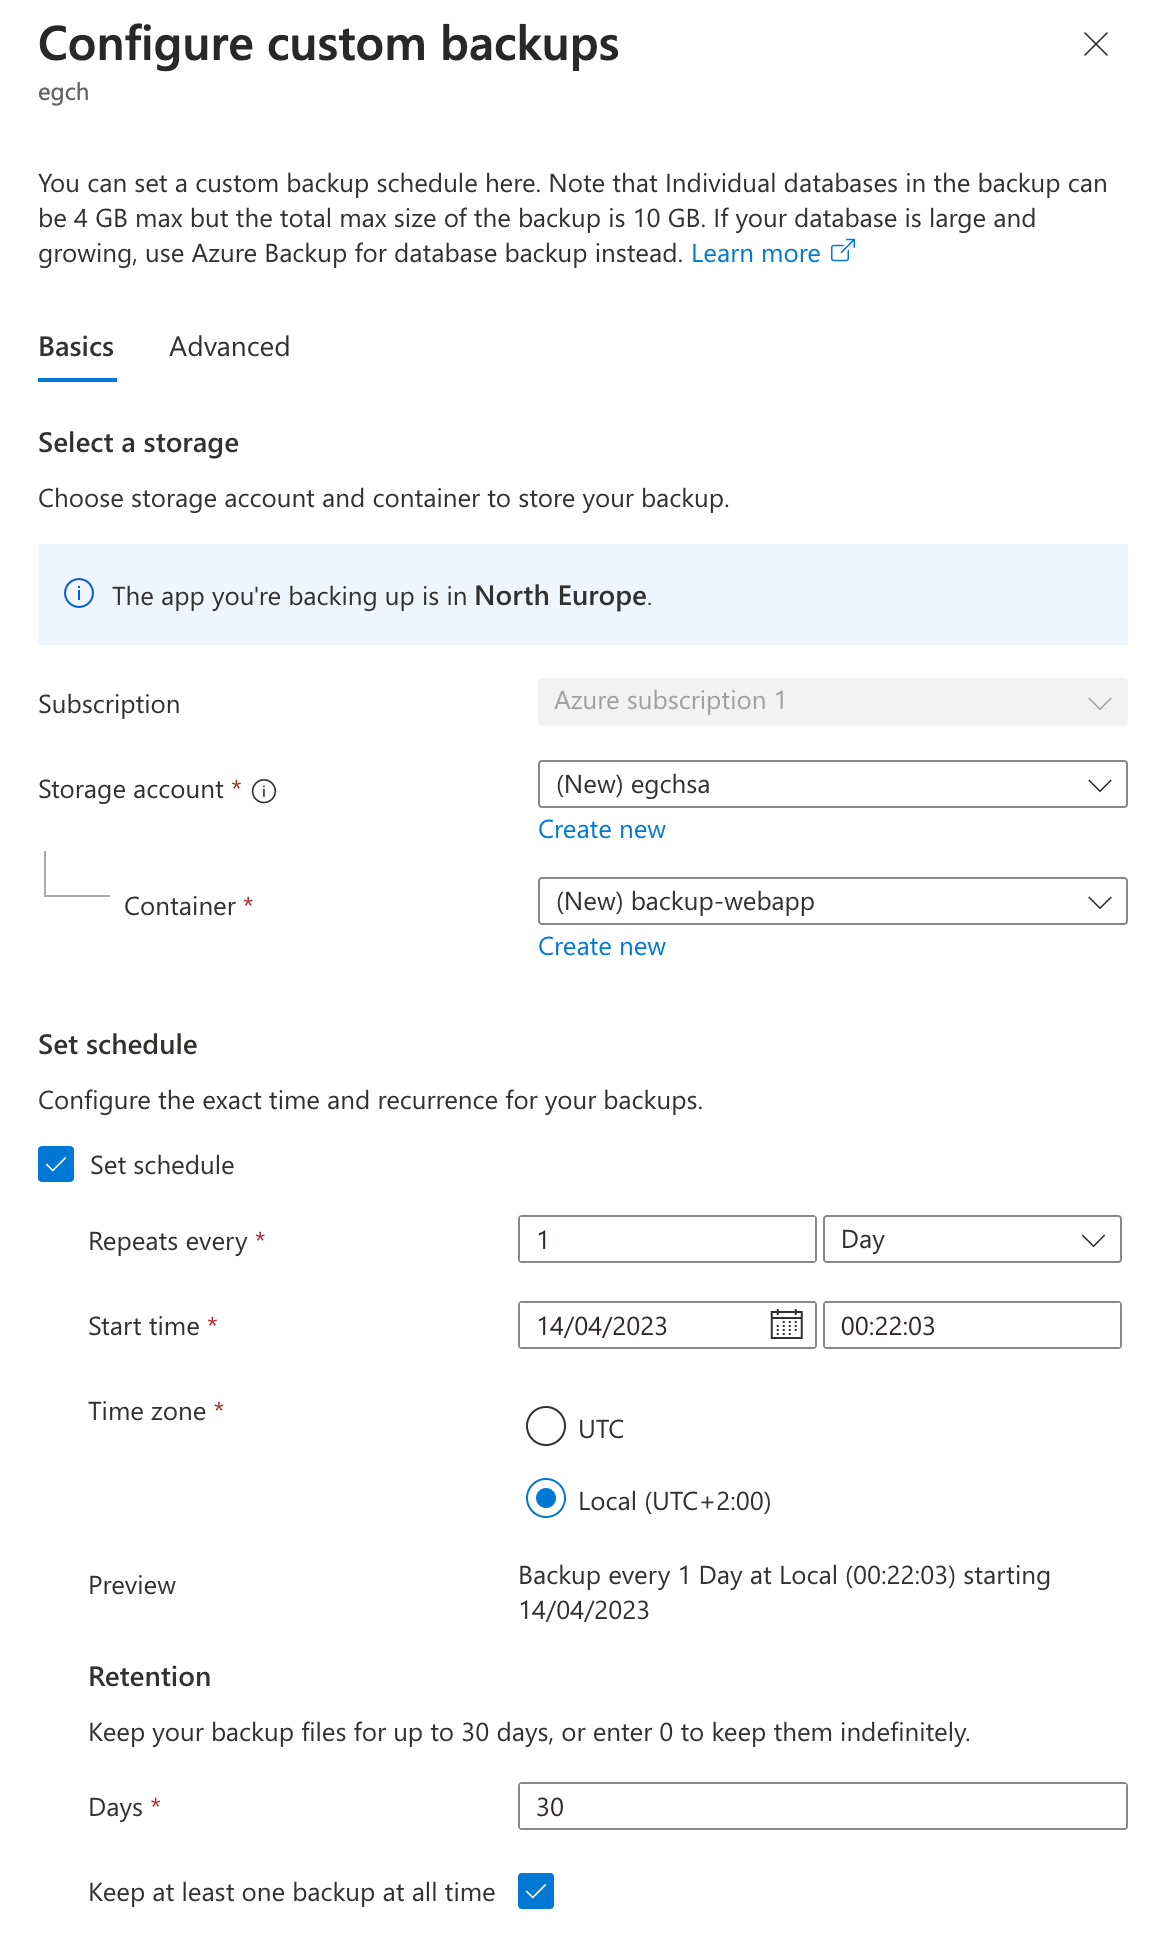 Configure custom backups
egch
You can set a custom backup schedule here. Note that Individual databases in the backup can
be 4 GB max but the total max size of the backup is 10 GB. If your database is large and
growing, use Azure Backup for database backup instead. Learn more
Basics Advanced
Select a storage
Choose storage account and container to store your backup.
The app you're backing up is in North Europe.
Subscription Azure subscription 1
Storage account * (New) egchsa
Create new
Container * (New) backup-webapp
Create new
Set schedule
Configure the exact time and recurrence for your backups.
Set schedule
Repeats every * 1 Day
Start time * 14/04/2023 00:22:03
Time zone *
UTC
Local (UTC+2:00)
Preview Backup every 1 Day at Local (00:22:03) starting
14/04/2023
Retention
Keep your backup files for up to 30 days, or enter 0 to keep them indefinitely.
Days * 30
Keep at least one backup at all time